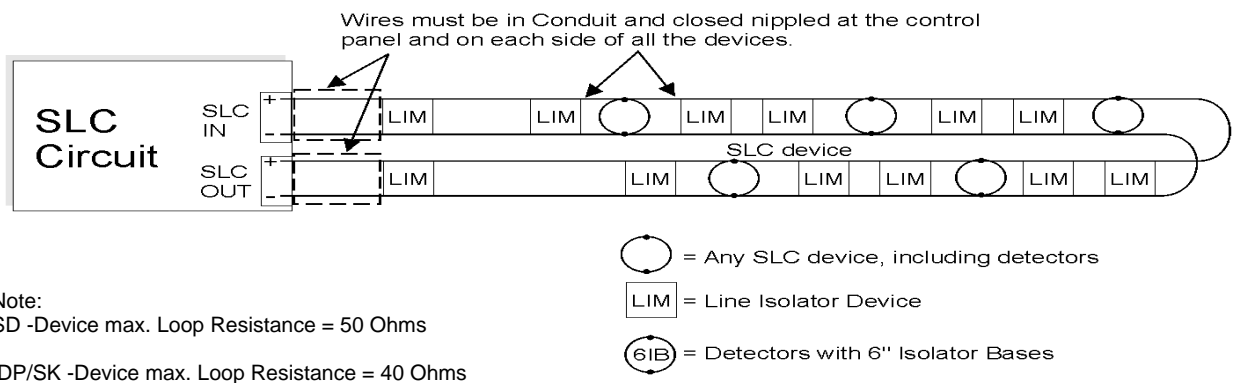 Wires must be in Conduit and closed nippled at the control
panel and on each side of all the devices.
SLC
Circuit
SLC
IN
+
-
LIM
LIM
LIM
LIM
LIM
LIM
SLC device
SLC
OUT
+
-
LIM
LIM
LIM
LIM
LIM
LIM
= Any SLC device, including detectors
LIM = Line Isolator Device
6IB = Detectors with 6" Isolator Bases
Note:
SD -Device max. Loop Resistance = 50 Ohms
DP/SK -Device max. Loop Resistance = 40 Ohms